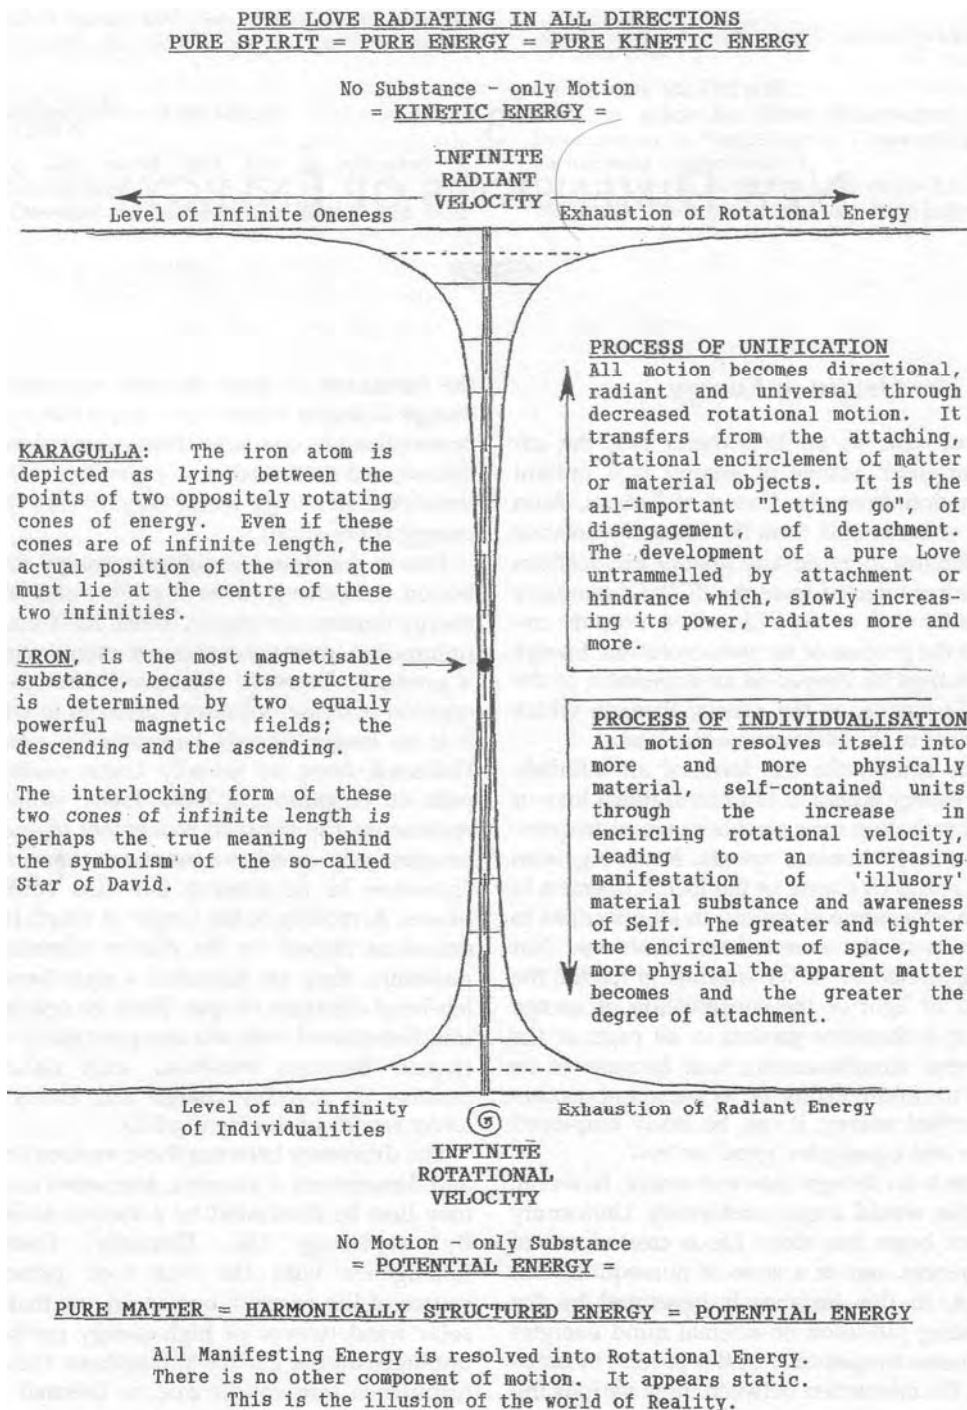 PURE LOVE RADIATING IN ALL DIRECTIONS
PURE SPIRIT = PURE ENERGY = PURE KINETIC ENERGY
No Substance - only Motion
= KINETIC ENERGY =
INFINITE
RADIANT
VELOCITY
Level of Infinite Oneness
Exhaustion of Rotational Energy
PROCESS OF UNIFICATION
All motion becomes directional,
radiant and universal through
decreased rotational motion. It
transfers from the attaching,
rotational encirclement of matter
or material objects. It is the
all-important "letting go" of
disengagement, of detachment.
The development of a pure Love
untrammelled by attachment or
hindrance which, slowly increas-
ing its power, radiates more and
more.
KARAGULLA: The iron atom is
depicted as lying between the
points of two oppositely rotating
cones of energy. Even if these
cones are of infinite length, the
actual position of the iron atom
must lie at the centre of these
two infinities.
IRON, is the most magnetisable
substance, because its structure
is determined by two equally
powerful magnetic fields; the
descending and the ascending.
The interlocking form of these
two cones of infinite length is
perhaps the true meaning behind
the symbolism of the so-called
Star of David.
PROCESS OF INDIVIDUALISATION
All motion resolves itself into
more and more physically
material, self-contained units
through the increase in
encircling rotational velocity,
leading to an increasing
manifestation of 'illusory'
material substance and awareness
of Self. The greater and tighter
the encirclement of space, the
more physical the apparent matter
becomes and the greater the
degree of attachment.
Level of an infinity
of Individualities
Exhaustion of Radiant Energy
INFINITE
ROTATIONAL
VELOCITY
No Motion - only Substance
= POTENTIAL ENERGY =
PURE MATTER = HARMONICALLY STRUCTURED ENERGY = POTENTIAL ENERGY
All Manifesting Energy is resolved into Rotational Energy.
There is no other component of motion. It appears static.
This is the illusion of the world of Reality.